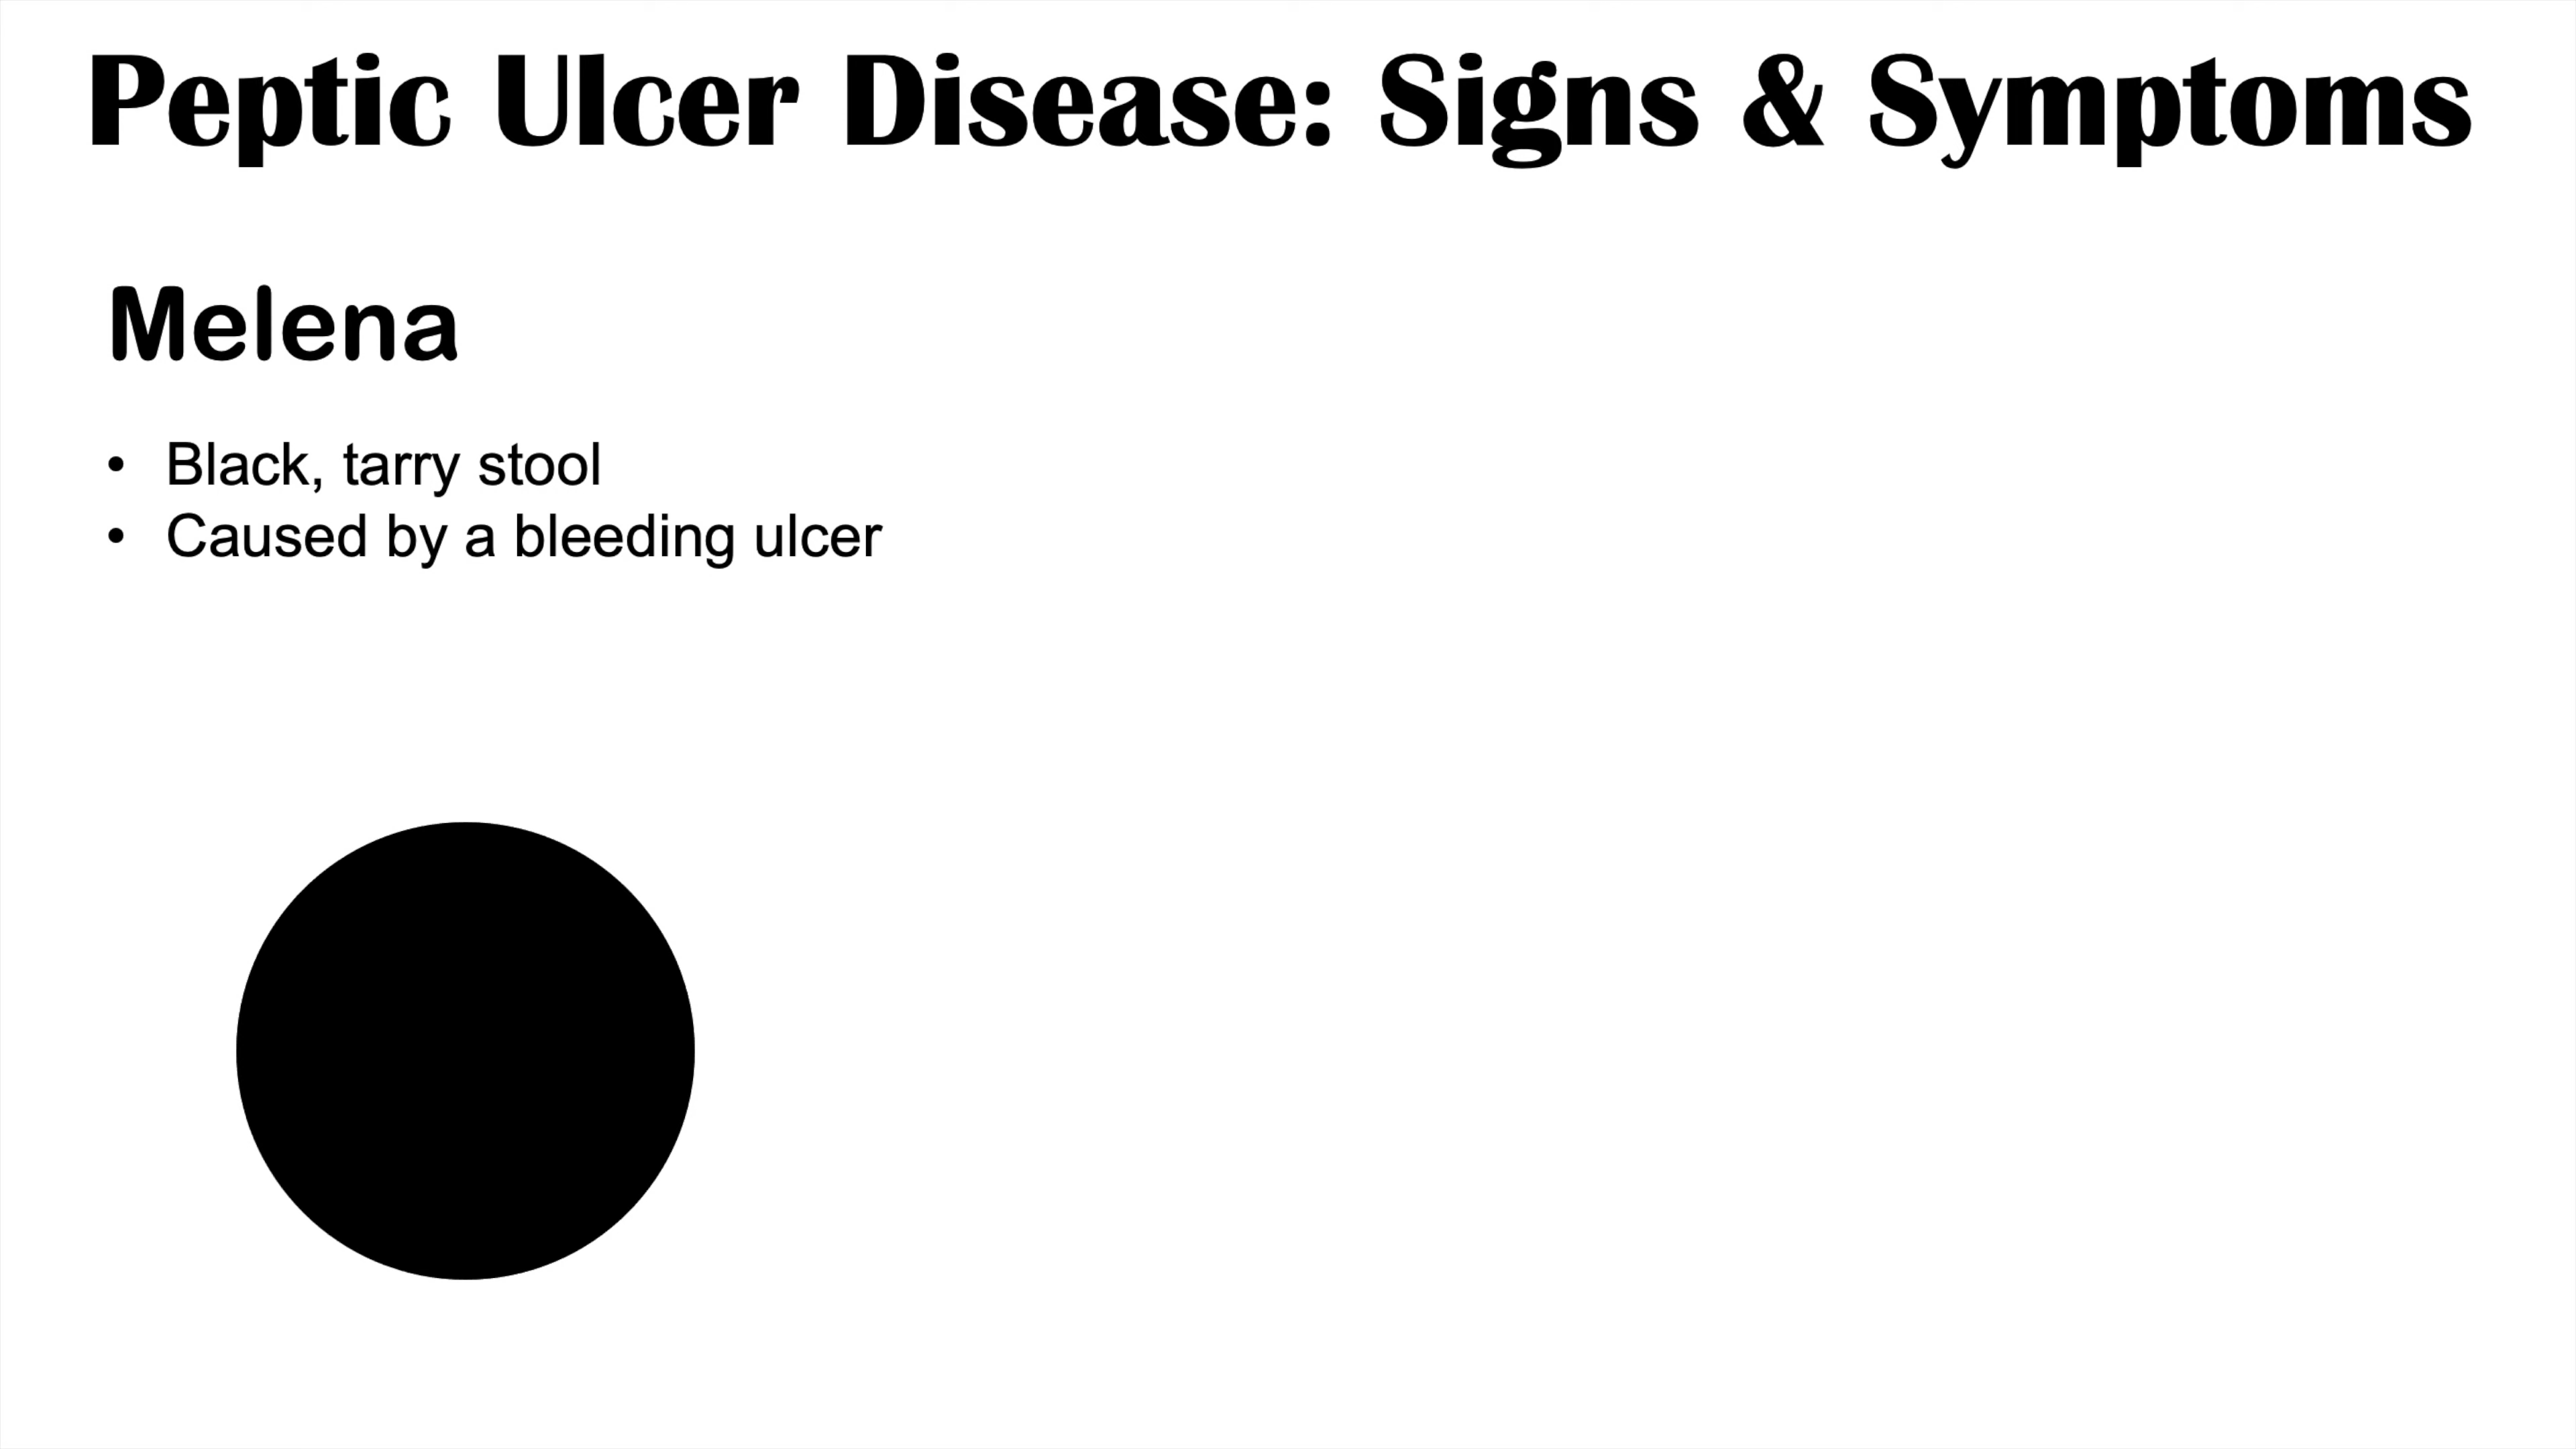 Peptic Ulcer Disease: Signs & Symptoms
Melena
• Black, tarry stool
• Caused by a bleeding ulcer